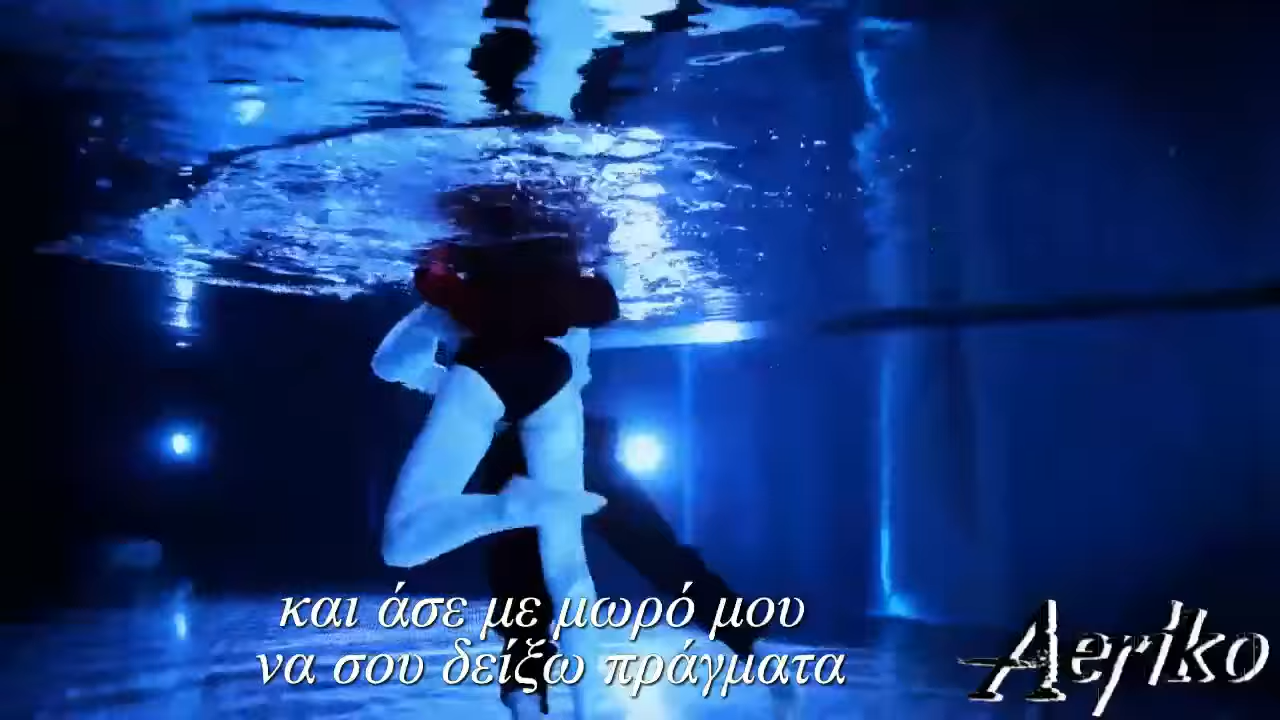 και άσε με μωρό μου
να σου δείξω πράγματα
Aeriko